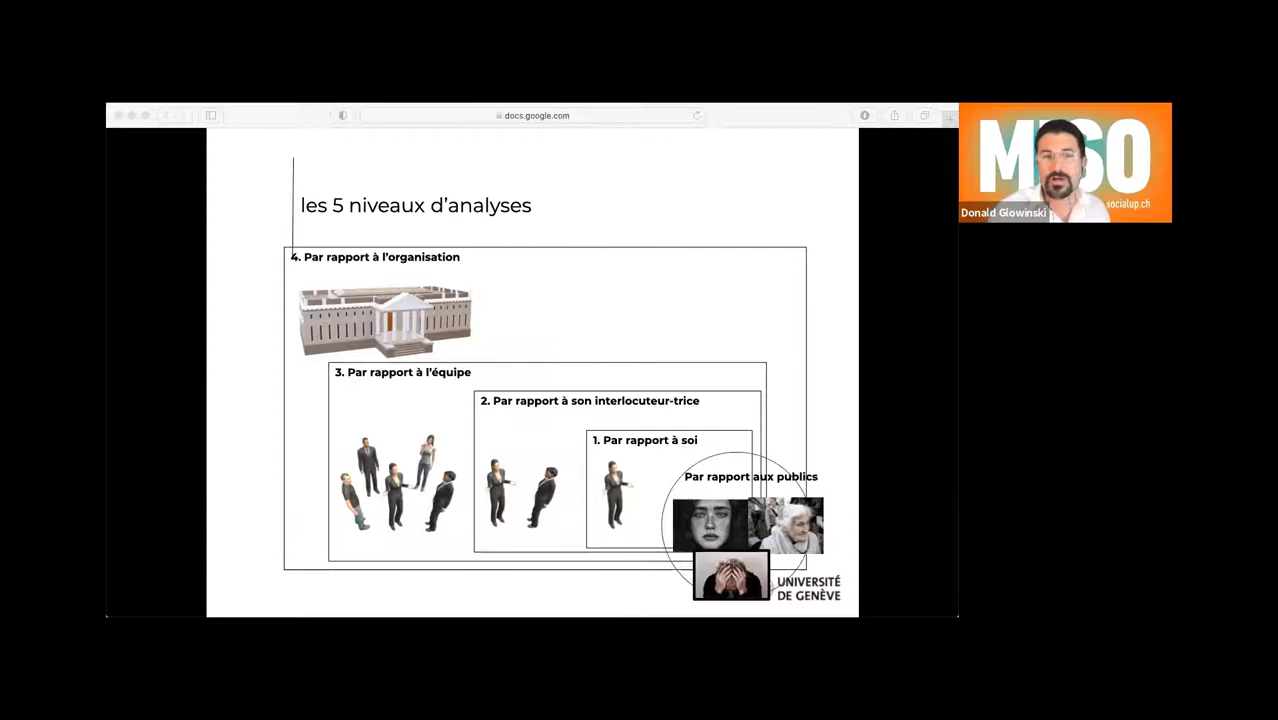 docs.google.com
MISO
socialup.ch
Donald Glowinski
les 5 niveaux d’analyses
4. Par rapport à l’organisation
3. Par rapport à l’équipe
2. Par rapport à son interlocuteur-trice
1. Par rapport à soi
Par rapport aux publics
UNIVERSITÉ
DE GENÈVE